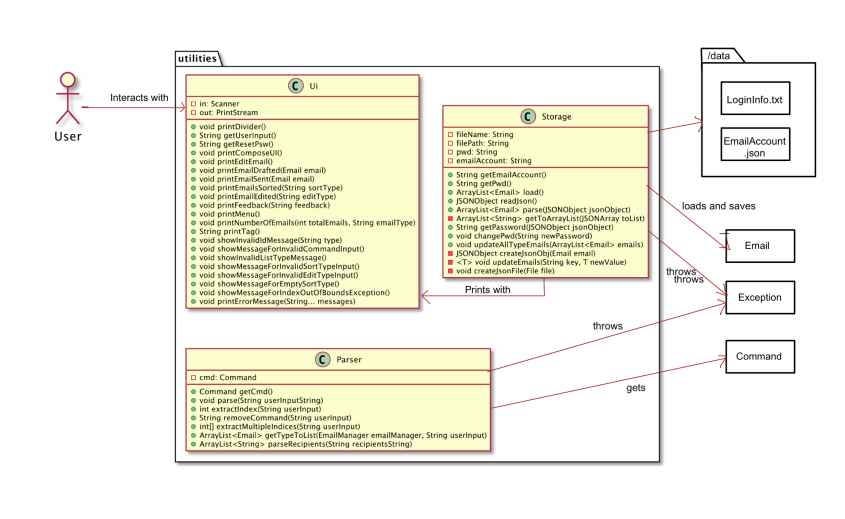 utilities
/data
LoginInfo.txt
EmailAccount
.json
User
Interacts with
C Ui
in: Scanner
out: PrintStream
void printDivider()
String getUserInput()
String getResetPsw()
void printComposeUI()
void printEditEmail()
void printEmailDrafted(Email email)
void printEmailSent(Email email)
void printEmailsSorted(String sortType)
void printEmailEdited(String editType)
void printFeedback(String feedback)
void printMenu()
void printNumberOfEmails(int totalEmails, String emailType)
String printTag()
void showInvalidIdMessage(String type)
void showMessageForInvalidCommandInput()
void showInvalidListTypeMessage()
void showMessageForInvalidSortTypeInput()
void showMessageForInvalidEditTypeInput()
void showMessageForEmptySortType()
void showMessageForIndexOutOfBoundsException()
void printErrorMessage(String... messages)
C Storage
fileName: String
filePath: String
pwd: String
emailAccount: String
String getEmailAccount()
String getPwd()
ArrayList<Email> load()
JSONObject readJson()
ArrayList<Email> parse(JSONObject jsonObject)
ArrayList<String> getToArrayList(JSONArray toList)
String getPassword(JSONObject jsonObject)
void changePwd(String newPassword)
void updateAllTypeEmails(ArrayList<Email> emails)
JSONObject createJsonObj(Email email)
<T> void updateEmails(String key, T newValue)
void createJsonFile(File file)
loads and saves
Email
throws
throws
Exception
Prints with
throws
Command
gets
C Parser
cmd: Command
Command getCmd()
void parse(String userInputString)
int extractIndex(String userInput)
String removeCommand(String userInput)
int[] extractMultipleIndices(String userInput)
ArrayList<Email> getTypeToList(EmailManager emailManager, String userInput)
ArrayList<String> parseRecipients(String recipientsString)